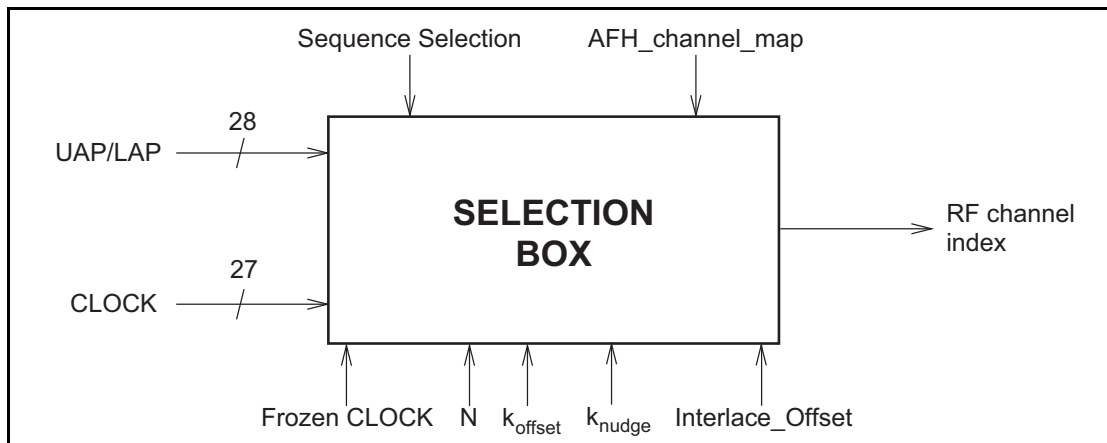 Sequence Selection
AFH_channel_map
28
UAP/LAP
SELECTION
BOX
RF channel
index
27
CLOCK
Frozen CLOCK
N
koffset
knudge
Interlace_Offset